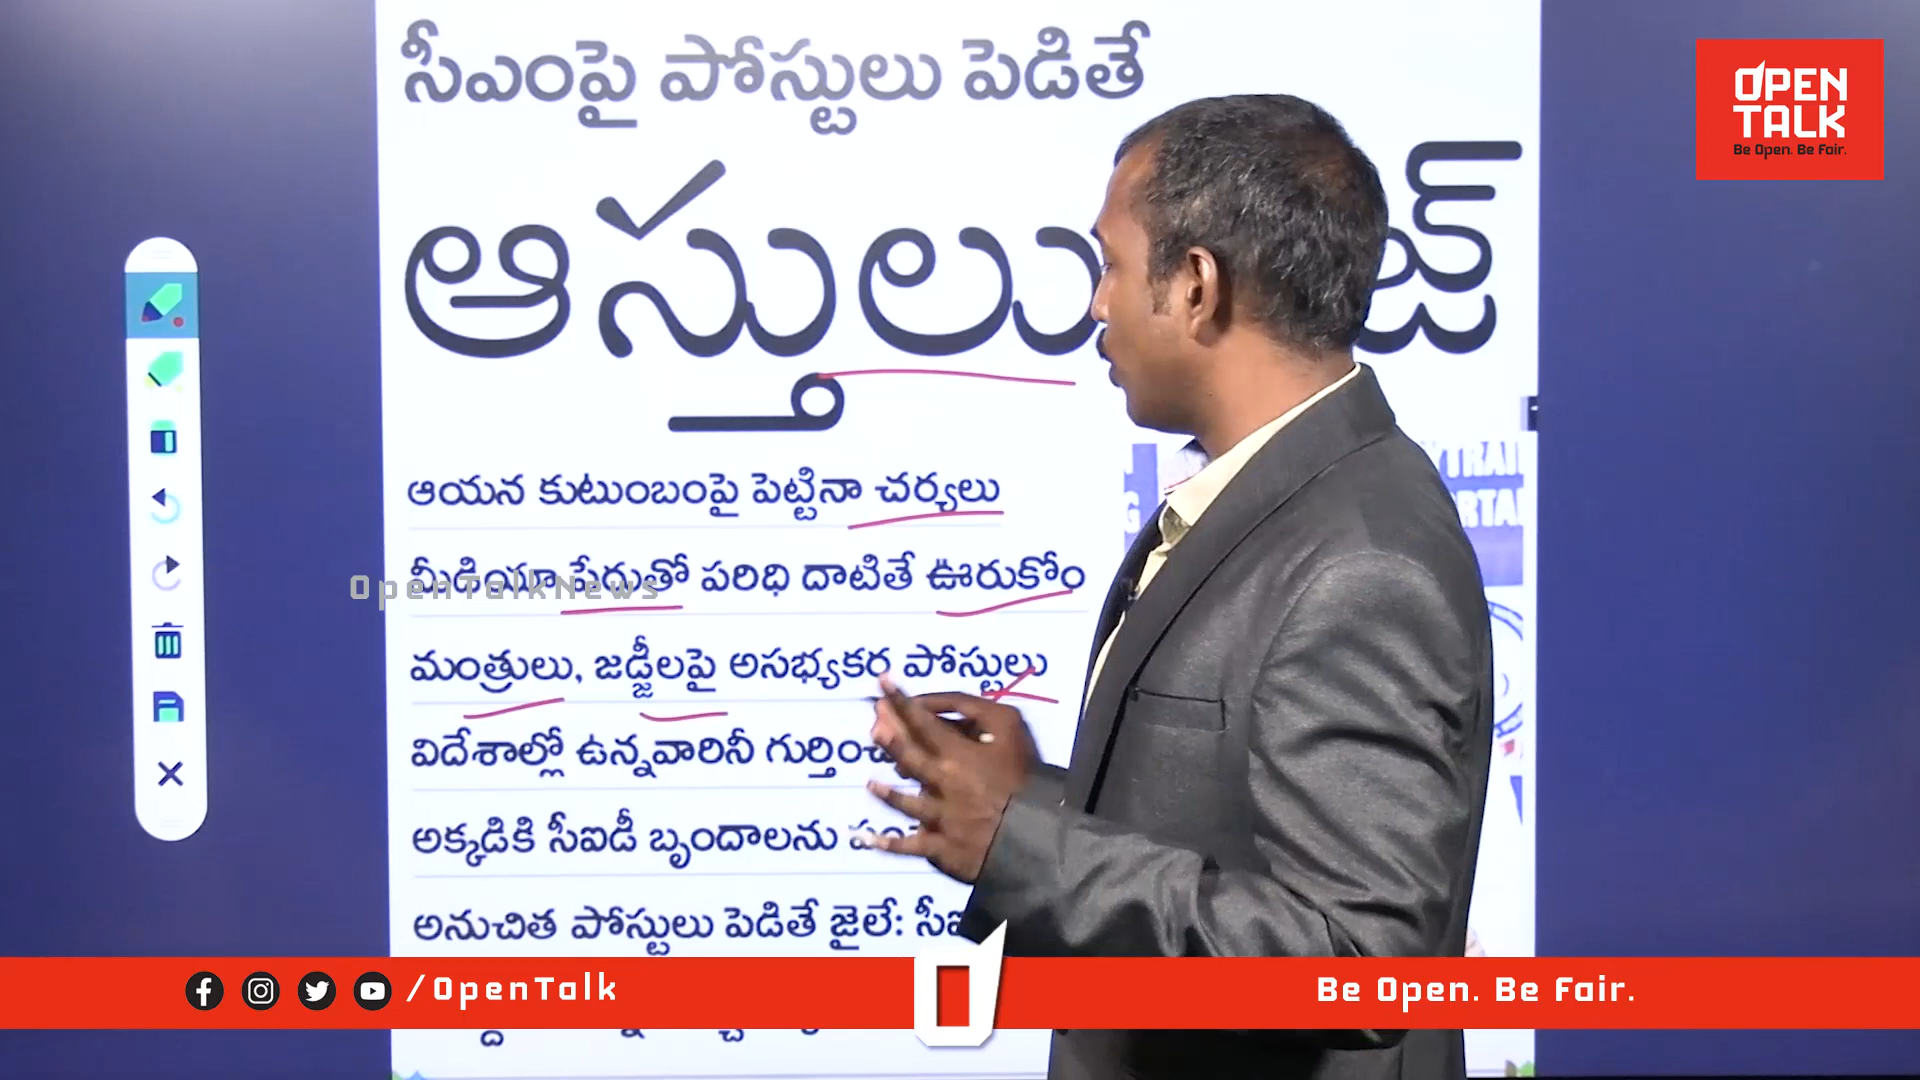 సీఎంపై పోస్టులు పెడితే
ఆస్తులు
OPEN
TALK
Be Open. Be Fair.
ఆయన కుటుంబంపై పెట్టినా చర్యలు
మీడియా పేరుతో పరిధి దాటితే ఊరుకోం
OpenTalkNews
మంత్రులు, జడ్జీలపై అసభ్యకర పోస్టులు
విదేశాల్లో ఉన్నవారినీ
అక్కడికి సీఐడీ బృందాలను
అనుచిత పోస్టులు పెడితే జైలే:
/OpenTalk
Be Open. Be Fair.